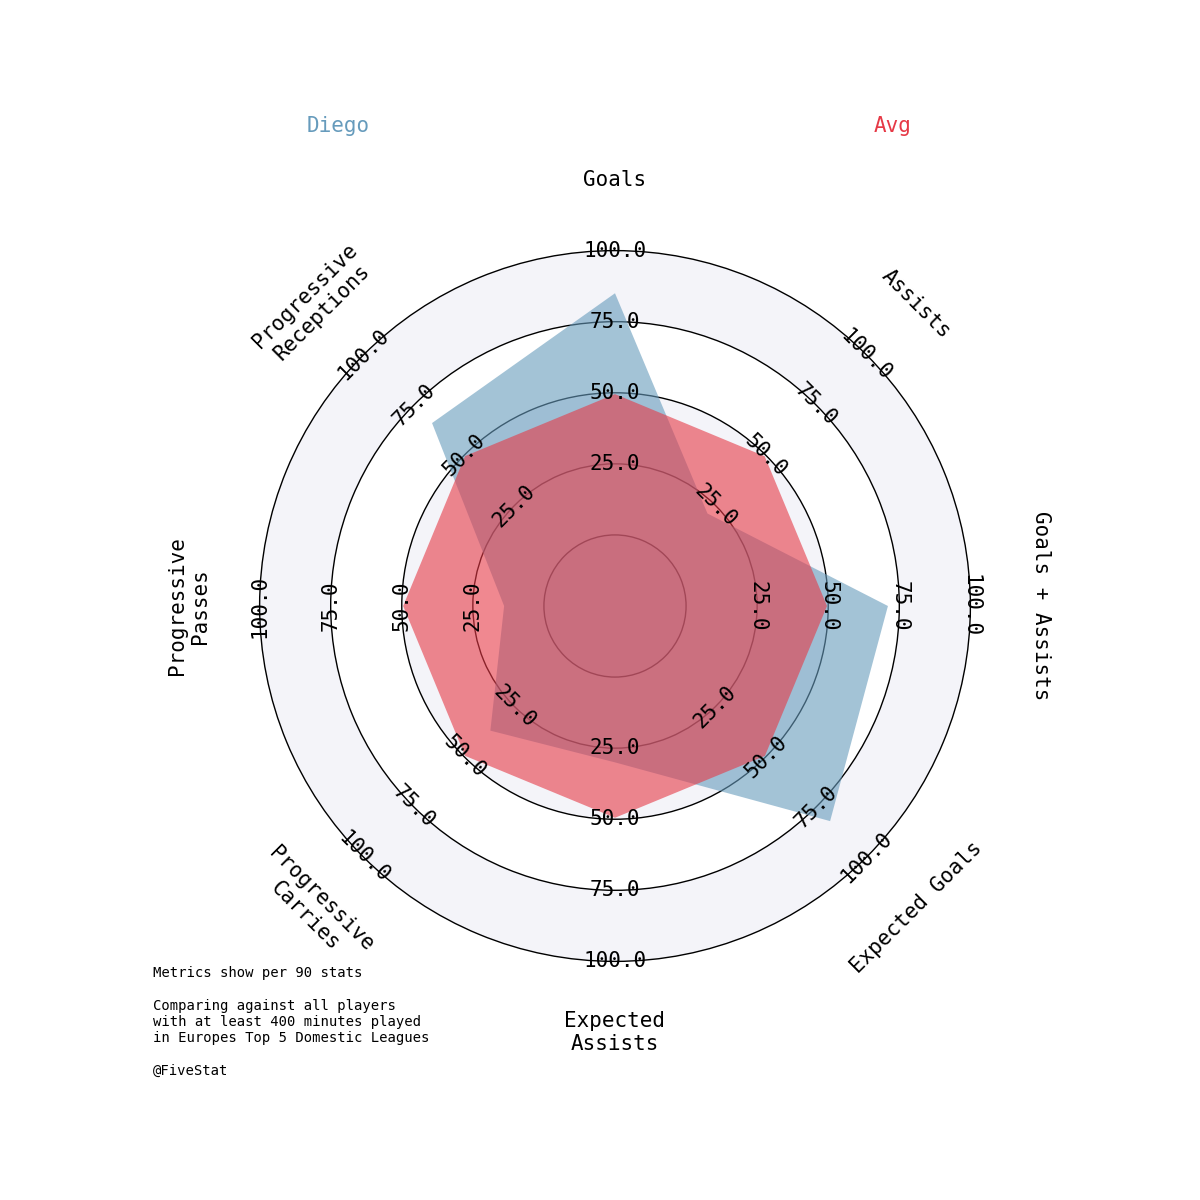 Diego
Avg
Goals
Assists
Goals + Assists
Expected Goals
Expected
Assists
Progressive
Carries
Progressive
Passes
Progressive
Receptions
25.0
50.0
75.0
100.0
25.0
50.0
75.0
100.0
25.0
50.0
75.0
100.0
25.0
50.0
75.0
100.0
25.0
50.0
75.0
100.0
25.0
50.0
75.0
100.0
25.0
50.0
75.0
100.0
25.0
50.0
75.0
100.0
Metrics show per 90 stats
Comparing against all players
with at least 400 minutes played
in Europes Top 5 Domestic Leagues
@FiveStat